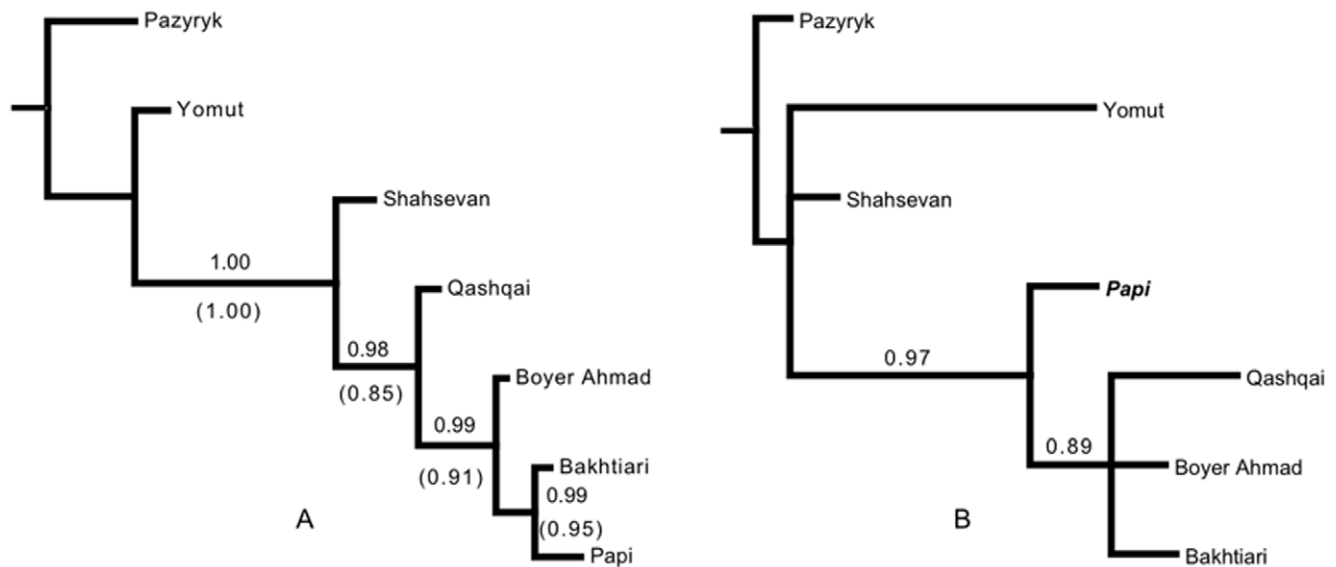 Pazyryk
Yomut
Shahsevan
1.00
(1.00)
Qashqai
0.98
(0.85)
Boyer Ahmad
0.99
(0.91)
Bakhtiari
0.99
(0.95)
Papi
A
Pazyryk
Yomut
Shahsevan
Papi
0.97
Qashqai
0.89
Boyer Ahmad
Bakhtiari
B